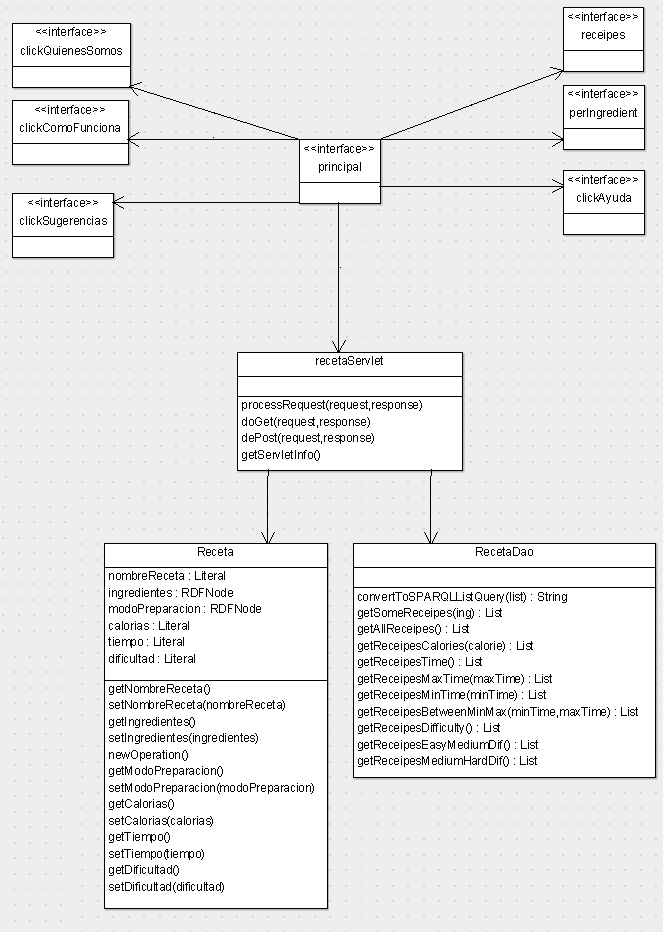 <<interface>>
clickQuienesSomos
<<interface>>
clickComoFunciona
<<interface>>
clickSugerencias
<<interface>>
principal
<<interface>>
receipes
<<interface>>
perIngredient
<<interface>>
clickAyuda
recetaServlet
processRequest(request,response)
doGet(request,response)
dePost(request,response)
getServletInfo()
Receta
nombreReceta : Literal
ingredientes : RDFNode
modoPreparacion : RDFNode
calorias : Literal
tiempo : Literal
dificultad : Literal
getNombreReceta()
setNombreReceta(nombreReceta)
getIngredientes()
setIngredientes(ingredientes)
newOperation()
getModoPreparacion()
setModoPreparacion(modoPreparacion)
getCalorias()
setCalorias(calorias)
getTiempo()
setTiempo(tiempo)
getDificultad()
setDificultad(dificultad)
RecetaDao
convertToSPARQLListQuery(list) : String
getSomeReceipes(ing) : List
getAllReceipes() : List
getReceipesCalories(calorie) : List
getReceipesTime() : List
getReceipesMaxTime(maxTime) : List
getReceipesMinTime(minTime) : List
getReceipesBetweenMinMax(minTime,maxTime) : List
getReceipesDifficulty() : List
getReceipesEasyMediumDif() : List
getReceipesMediumHardDif() : List